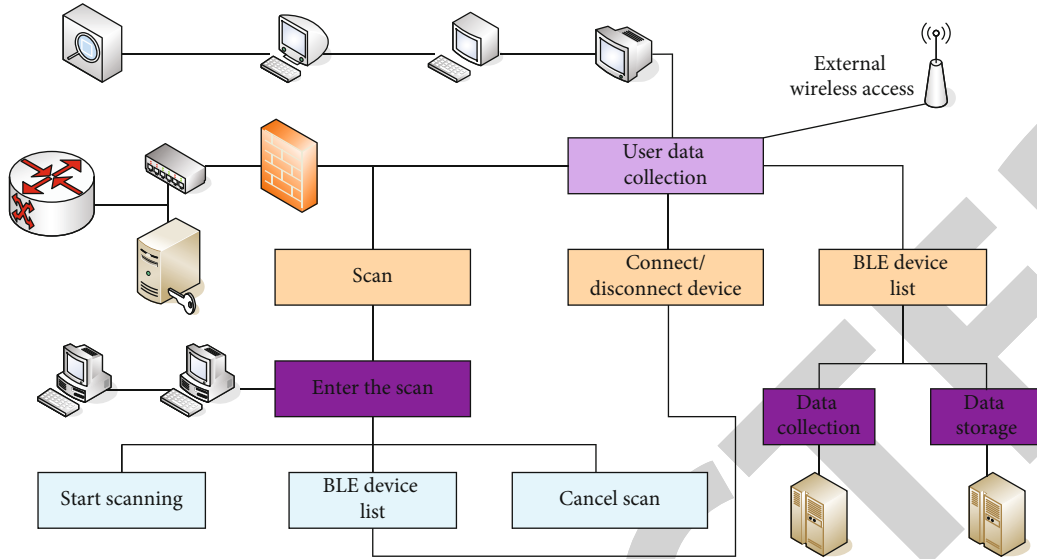 External
wireless access
User data
collection
Scan
Connect/
disconnect device
BLE device
list
Enter the scan
Data
collection
Data
storage
Start scanning
BLE device
list
Cancel scan